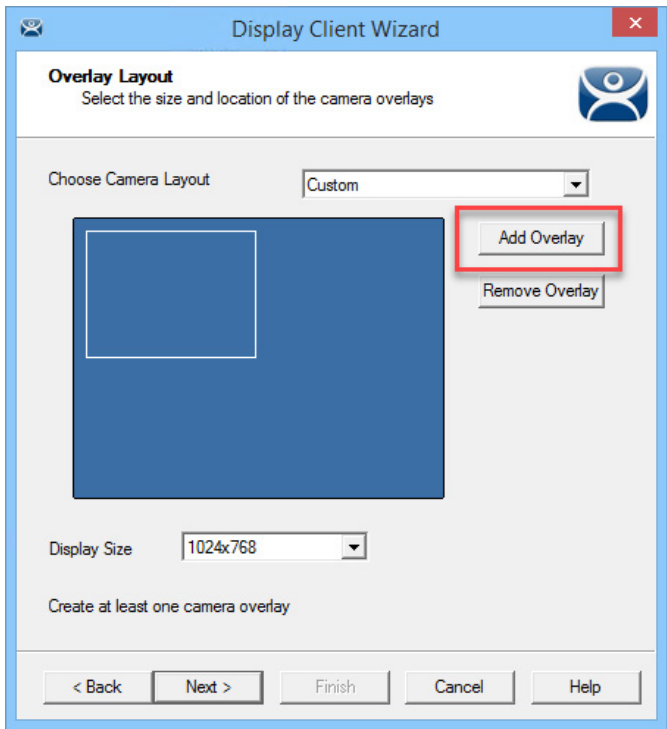 Display Client Wizard
Overlay Layout
Select the size and location of the camera overlays
Choose Camera Layout
Custom
Add Overlay
Remove Overlay
Display Size
1024x768
Create at least one camera overlay
< Back
Next >
Finish
Cancel
Help